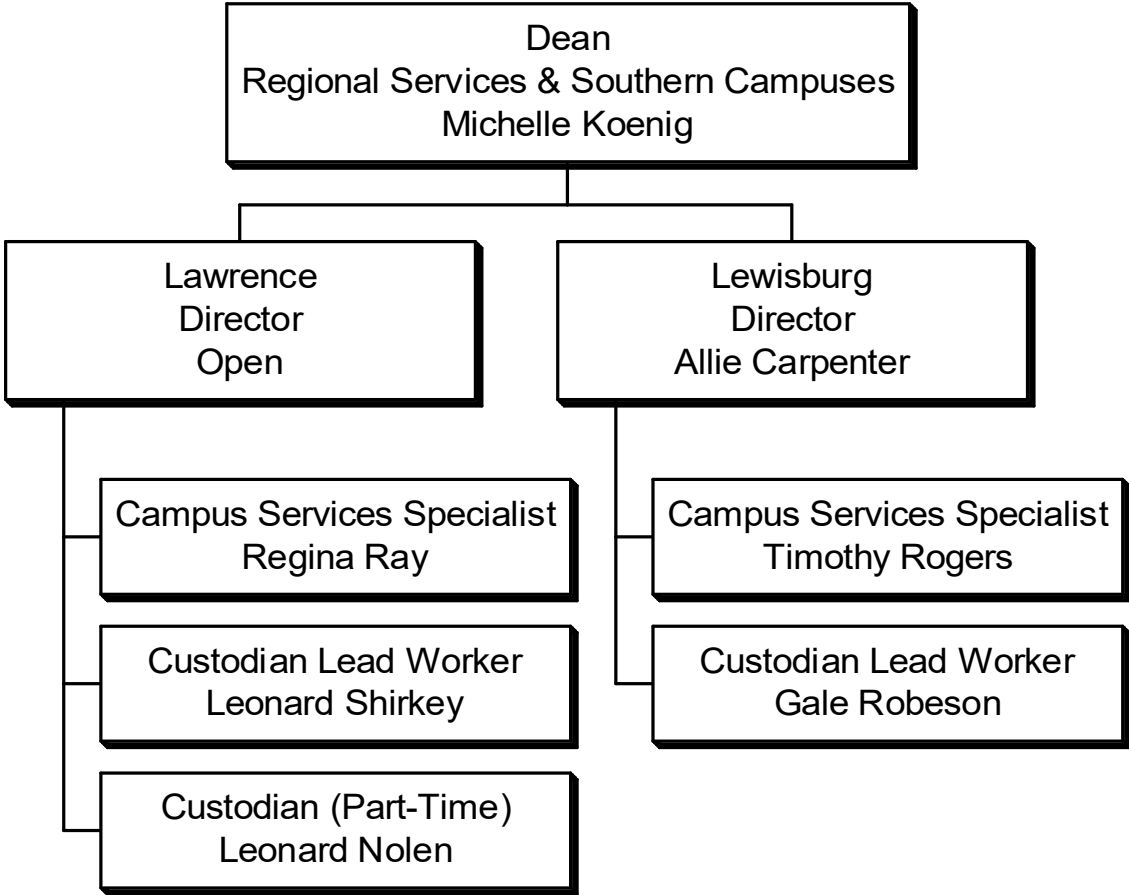 Dean
Regional Services & Southern Campuses
Michelle Koenig
Lawrence
Director
Open
Lewisburg
Director
Allie Carpenter
Campus Services Specialist
Regina Ray
Custodian Lead Worker
Leonard Shirkey
Custodian (Part-Time)
Leonard Nolen
Campus Services Specialist
Timothy Rogers
Custodian Lead Worker
Gale Robeson